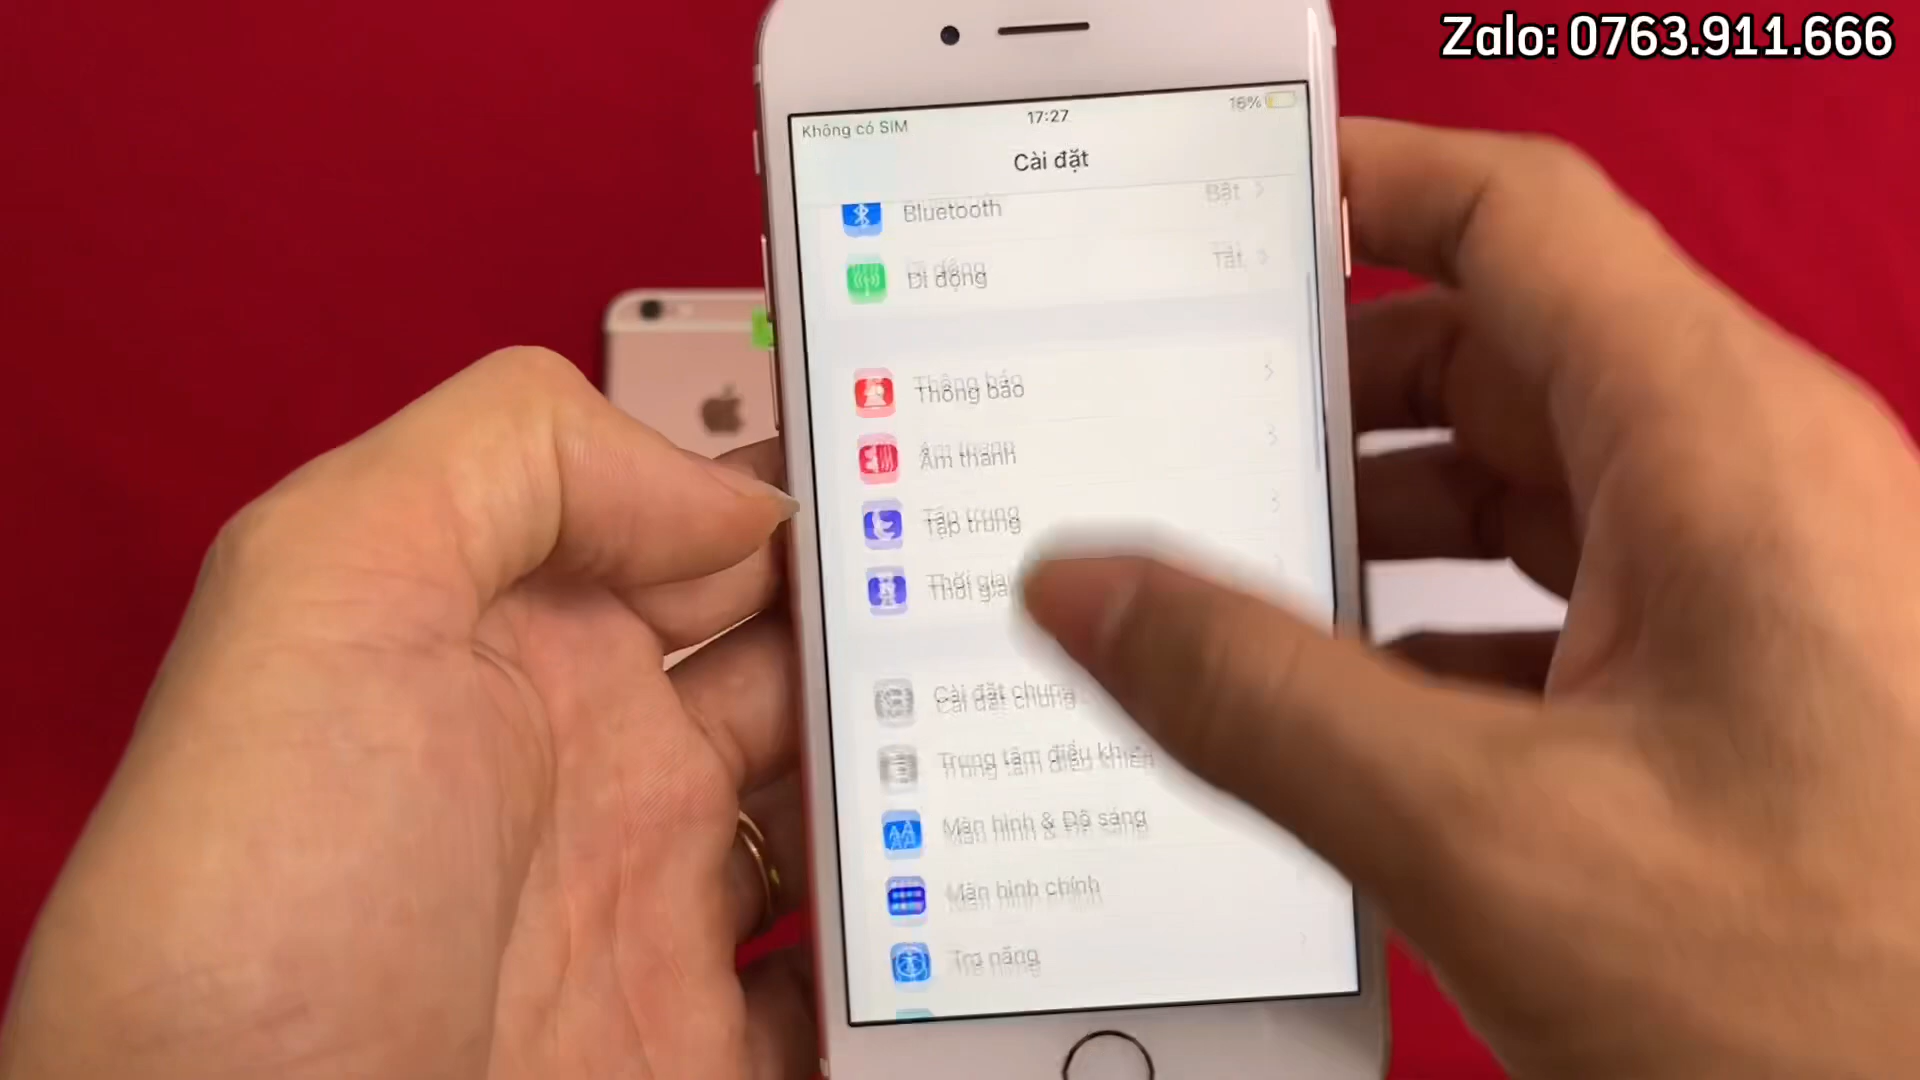 Zalo: 0763.911.666
Không có SIM
17:27
16%
Cài đặt
Bluetooth
Bật
Di động
Tắt
Thông báo
Âm thanh
Tập trung
Thời gia
Cài đặt chung
Trung tâm điều khiển
Màn hình & Độ sáng
Màn hình chính
Trợ năng